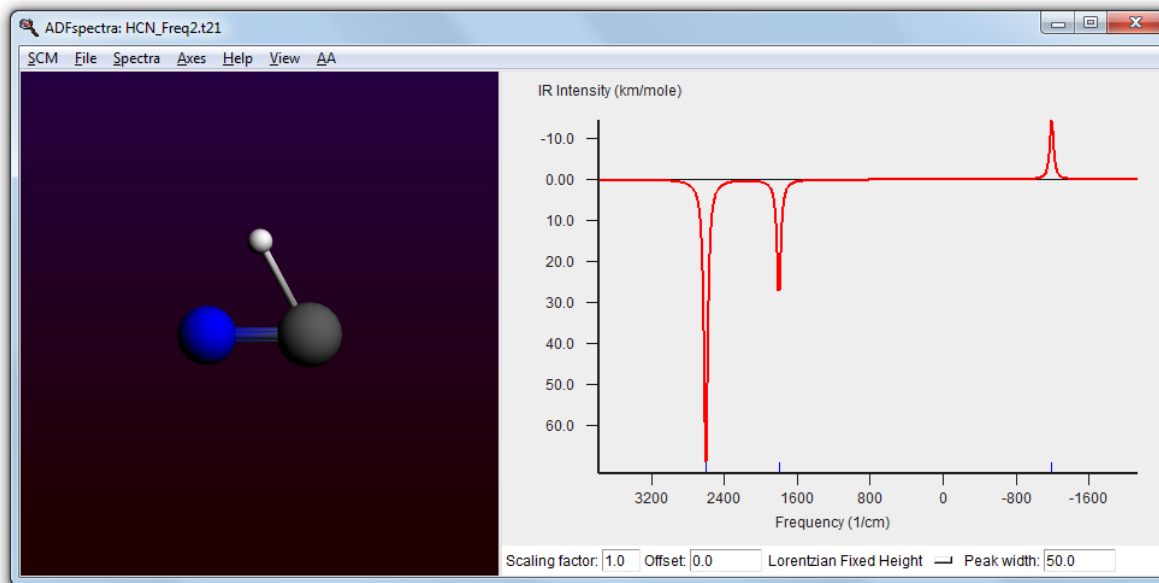 ADFspectra: HCN_Freq2.t21
SCM File Spectra Axes Help View AA
IR Intensity (km/mole)
-10.0
0.00
10.0
20.0
30.0
40.0
50.0
60.0
3200 2400 1600 800 0 -800 -1600
Frequency (1/cm)
Scaling factor: 1.0 Offset: 0.0 Lorentzian Fixed Height Peak width: 50.0